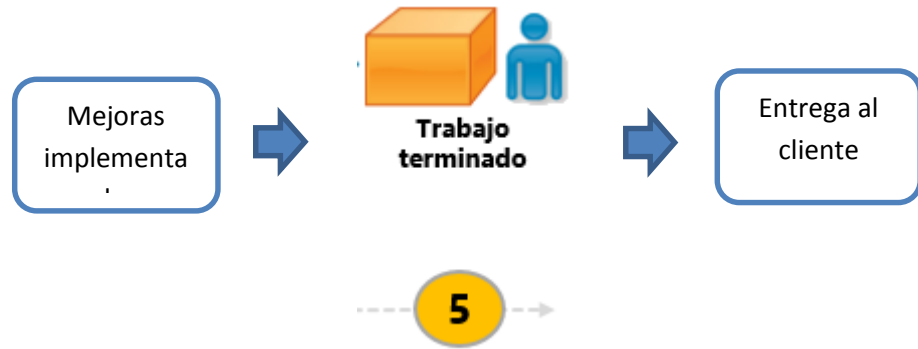 Mejoras
implementa
Trabajo
terminado
Entrega al
cliente
5